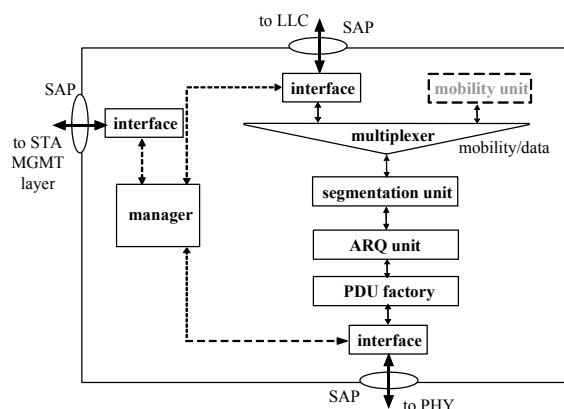 to LLC
SAP
SAP
interface
mobility unit
interface
multiplexer
to STA
MGMT
layer
mobility/data
manager
segmentation unit
ARQ unit
PDU factory
interface
SAP
to PHY